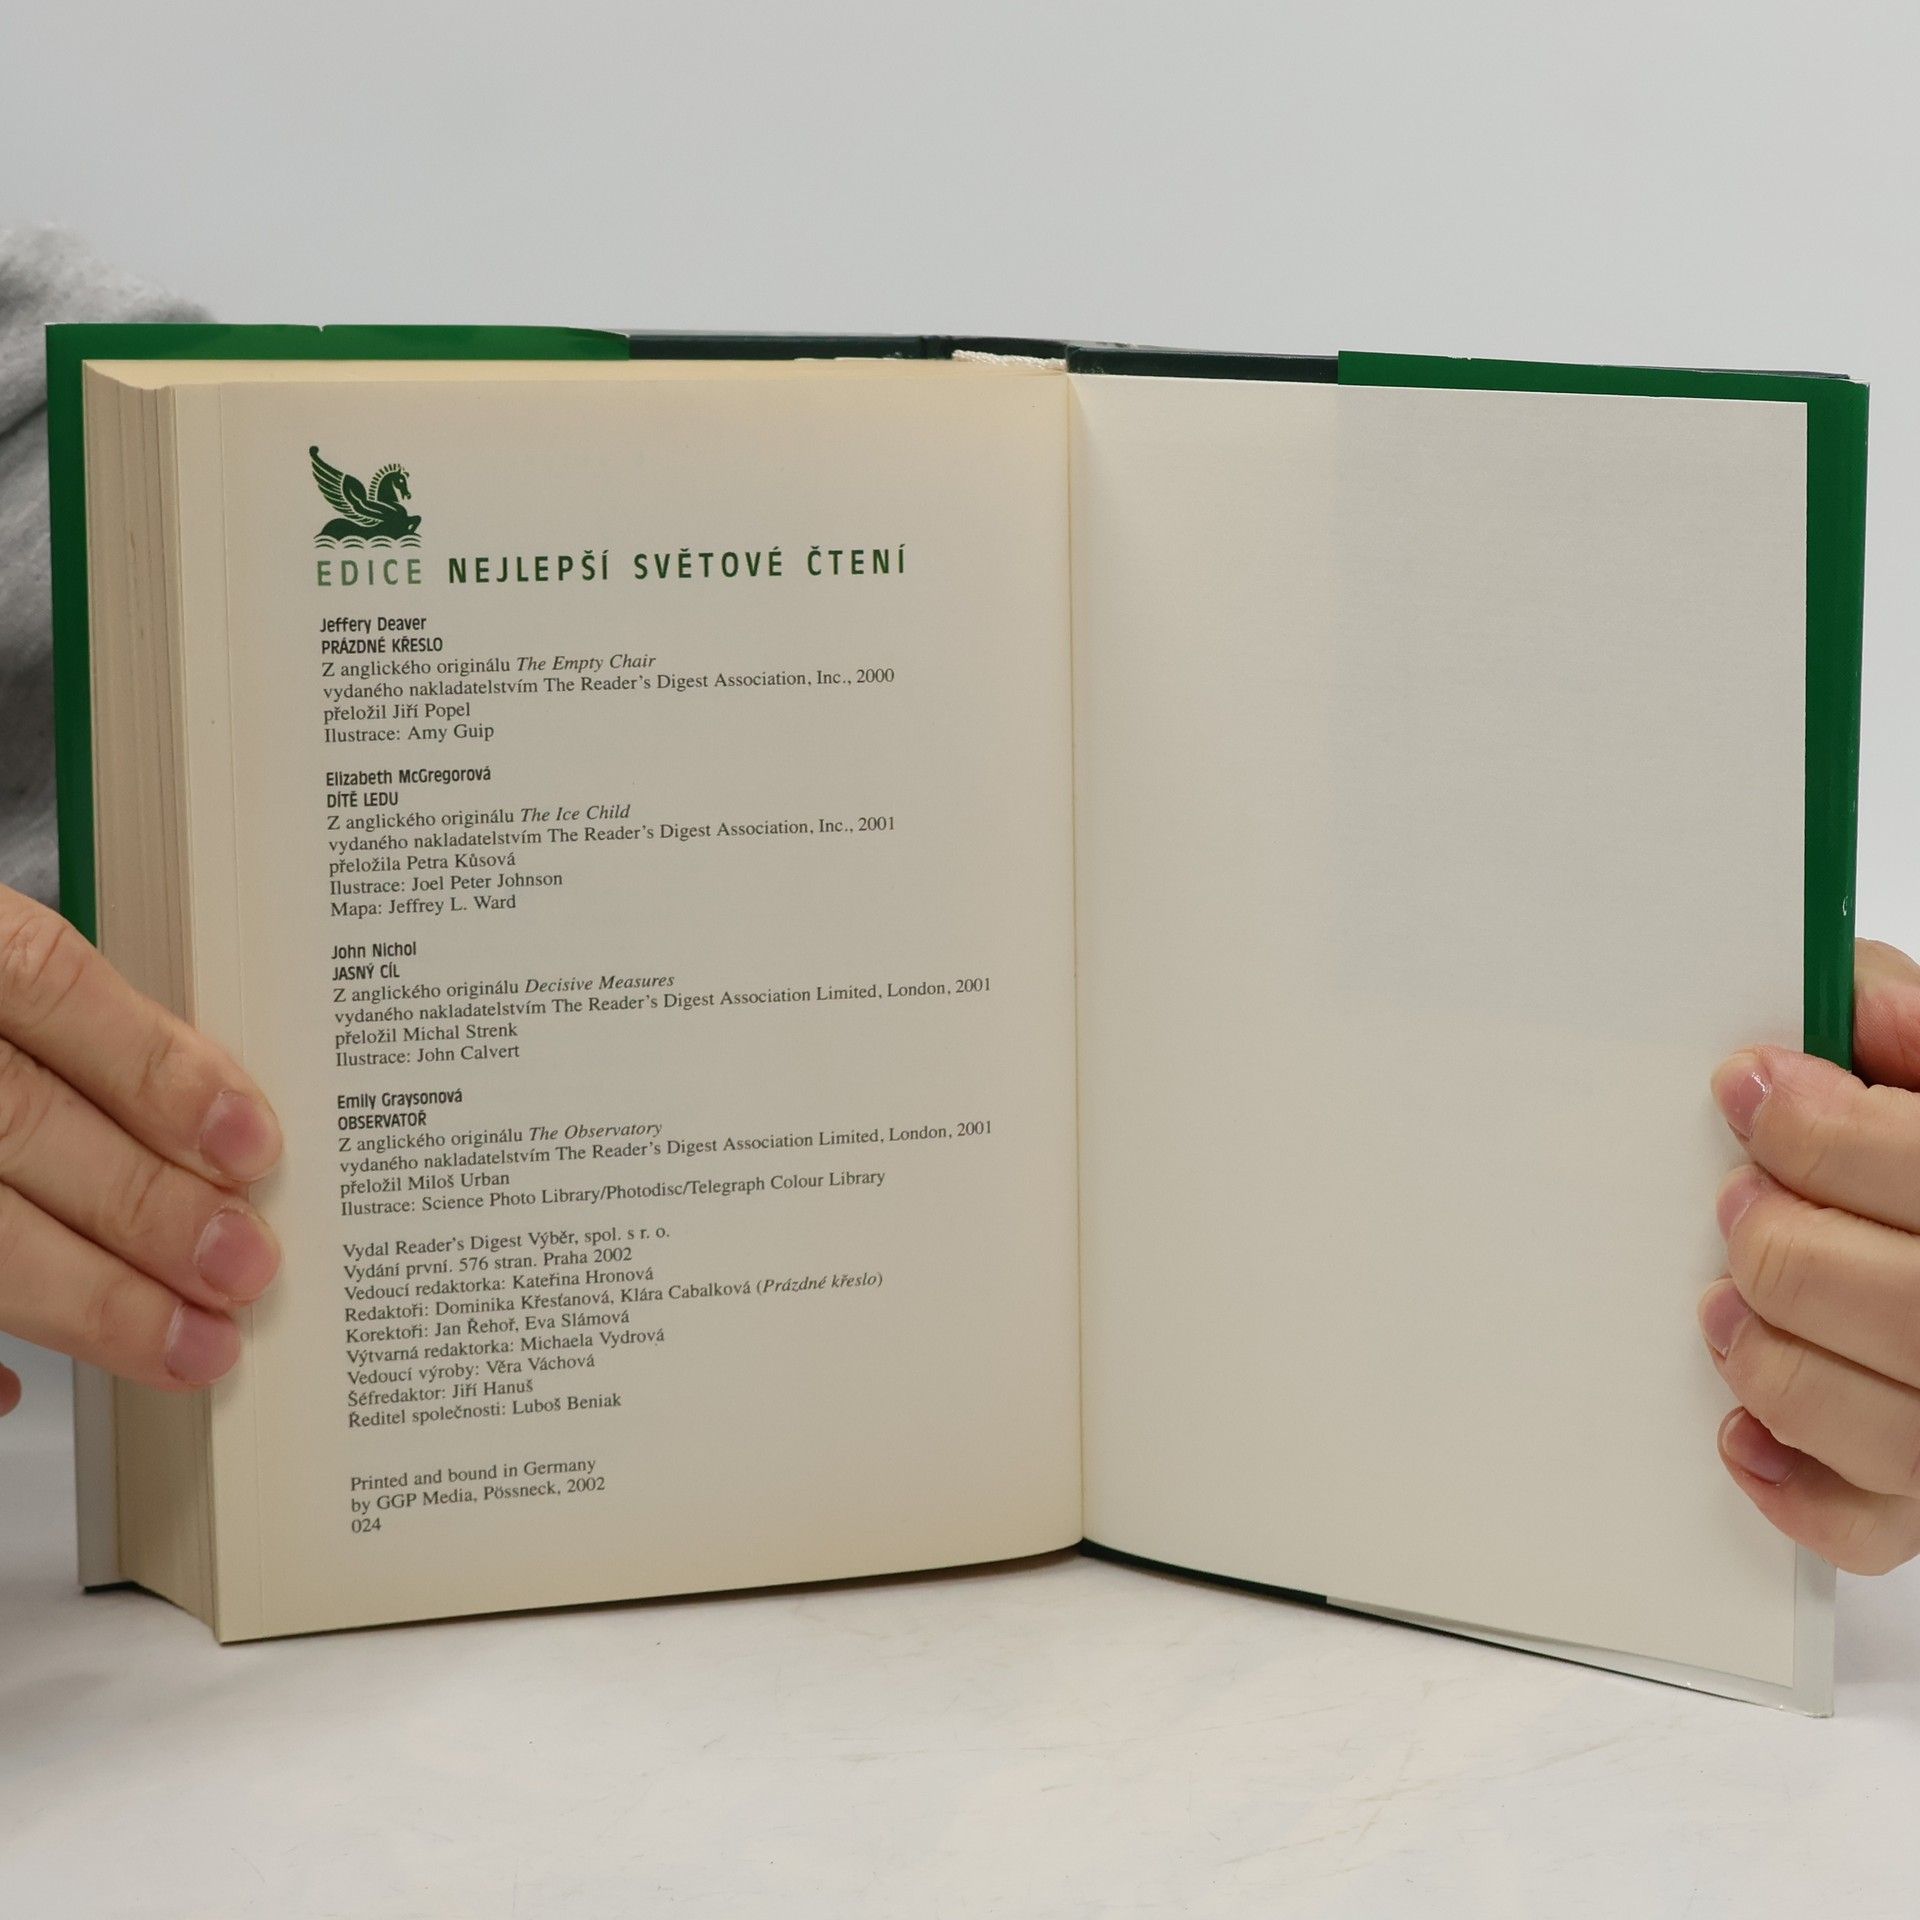 EDICE NEJLEPŠÍ SVĚTOVÉ ČTENÍ
Jeffery Deaver
PRÁZDNÉ KŘESLO
Z anglického originálu The Empty Chair
vydaného nakladatelstvím The Reader's Digest Association, Inc., 2000
přeložil Jiří Popel
Ilustrace: Amy Guip
Elizabeth McGregorová
DÍTĚ LEDU
Z anglického originálu The Ice Child
vydaného nakladatelstvím The Reader's Digest Association, Inc., 2001
přeložila Petra Kůsová
Ilustrace: Joel Peter Johnson
Mapa: Jeffrey L. Ward
John Nichol
JASNÝ CÍL
Z anglického originálu Decisive Measures
vydaného nakladatelstvím The Reader's Digest Association Limited, London, 2001
přeložil Michal Strenk
Ilustrace: John Calvert
Emily Graysonová
OBSERVATOŘ
Z anglického originálu The Observatory
vydaného nakladatelstvím The Reader's Digest Association Limited, London, 2001
přeložil Miloš Urban
Ilustrace: Science Photo Library/Photodisc/Telegraph Colour Library
Vydal Reader's Digest Výběr, spol. s r. o.
Vydání první. 576 stran. Praha 2002
Vedoucí redaktorka: Kateřina Hronová
Redaktoři: Dominika Křesťanová, Klára Cabalková (Prázdné křeslo)
Korektoři: Jan Řehoř, Eva Slámová
Výtvarná redaktorka: Michaela Vydrová
Vedoucí výroby: Věra Váchová
Šéfredaktor: Jiří Hanuš
Ředitel společnosti: Luboš Beniak
Printed and bound in Germany
by GGP Media, Pössneck, 2002
024